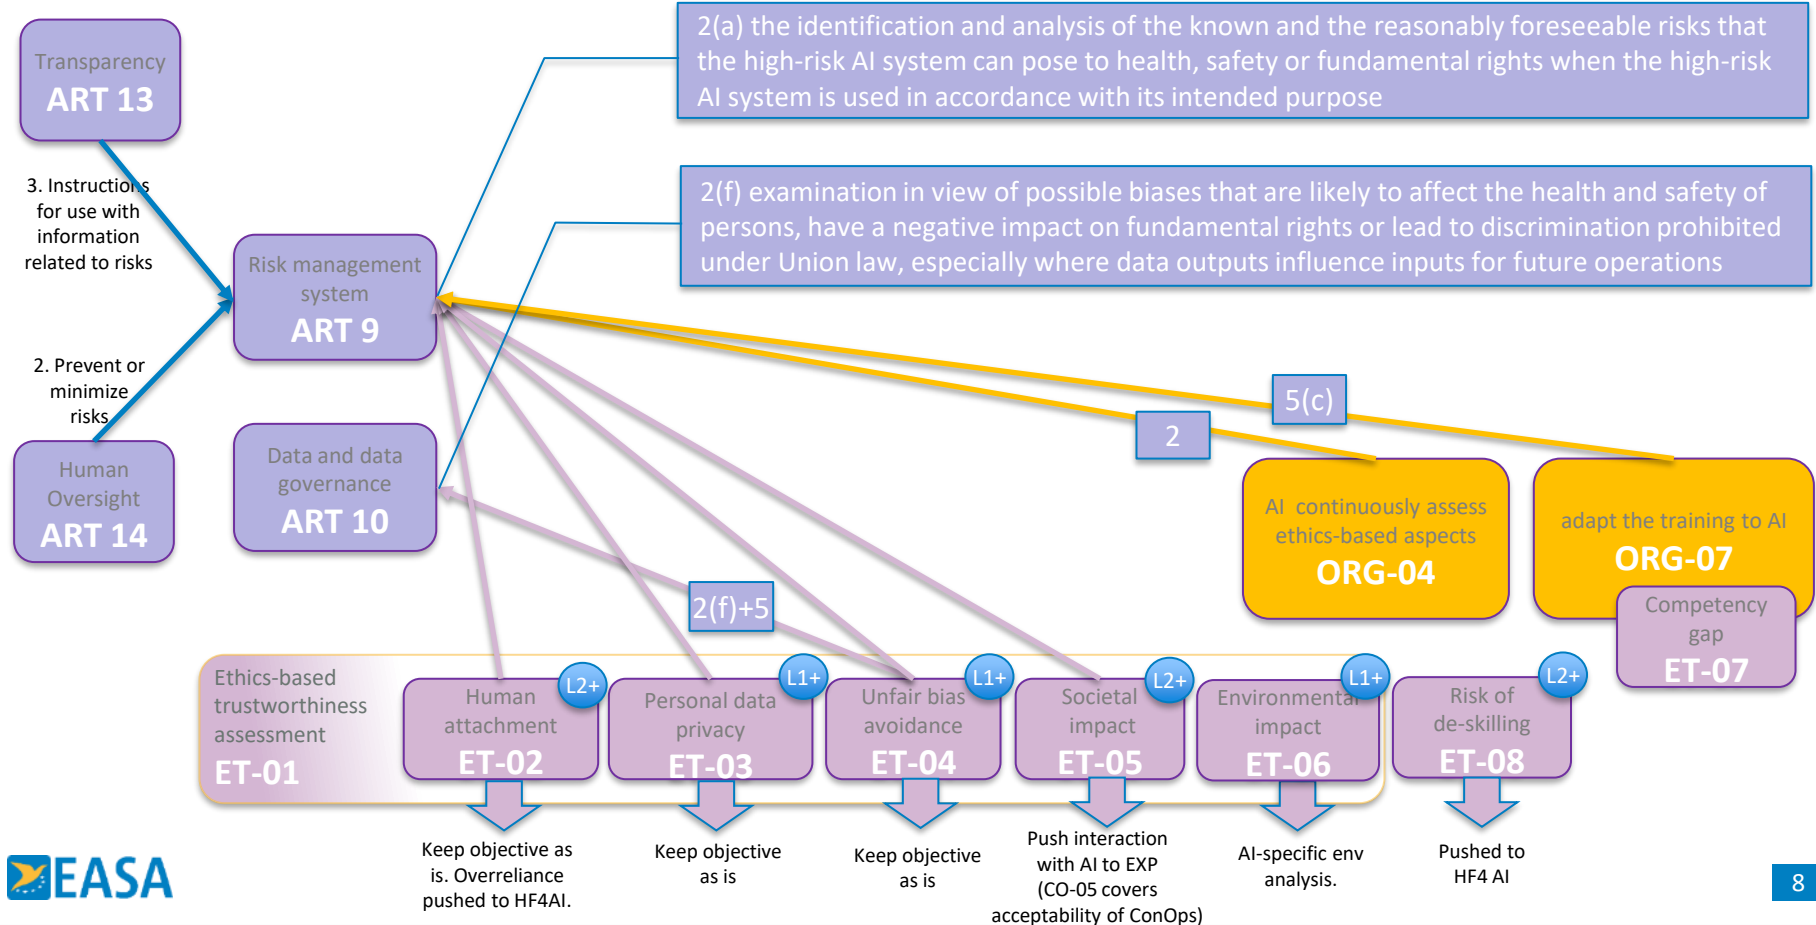 Transparency
ART 13
2(a) the identification and analysis of the known and the reasonably foreseeable risks that
the high-risk AI system can pose to health, safety or fundamental rights when the high-risk
AI system is used in accordance with its intended purpose
3. Instructions
for use with
information
related to risks
2(f) examination in view of possible biases that are likely to affect the health and safety of
persons, have a negative impact on fundamental rights or lead to discrimination prohibited
under Union law, especially where data outputs influence inputs for future operations
Risk management
system
ART 9
2. Prevent or
minimize
risks
5(c)
2
Human
Oversight
ART 14
Data and data
governance
ART 10
AI continuously assess
ethics-based aspects
ORG-04
adapt the training to AI
ORG-07
Competency
gap
ET-07
2(f)+5
Ethics-based
trustworthiness
assessment
ET-01
L2+
Human
attachment
ET-02
L1+
Personal data
privacy
ET-03
L1+
Unfair bias
avoidance
ET-04
L2+
Societal
impact
ET-05
L1+
Environmental
impact
ET-06
L2+
Risk of
de-skilling
ET-08
Keep objective as
is. Overreliance
pushed to HF4AI.
Keep objective
as is
Keep objective
as is
Push interaction
with AI to EXP
(CO-05 covers
acceptability of ConOps)
AI-specific env
analysis.
Pushed to
HF4 AI
EASA
8